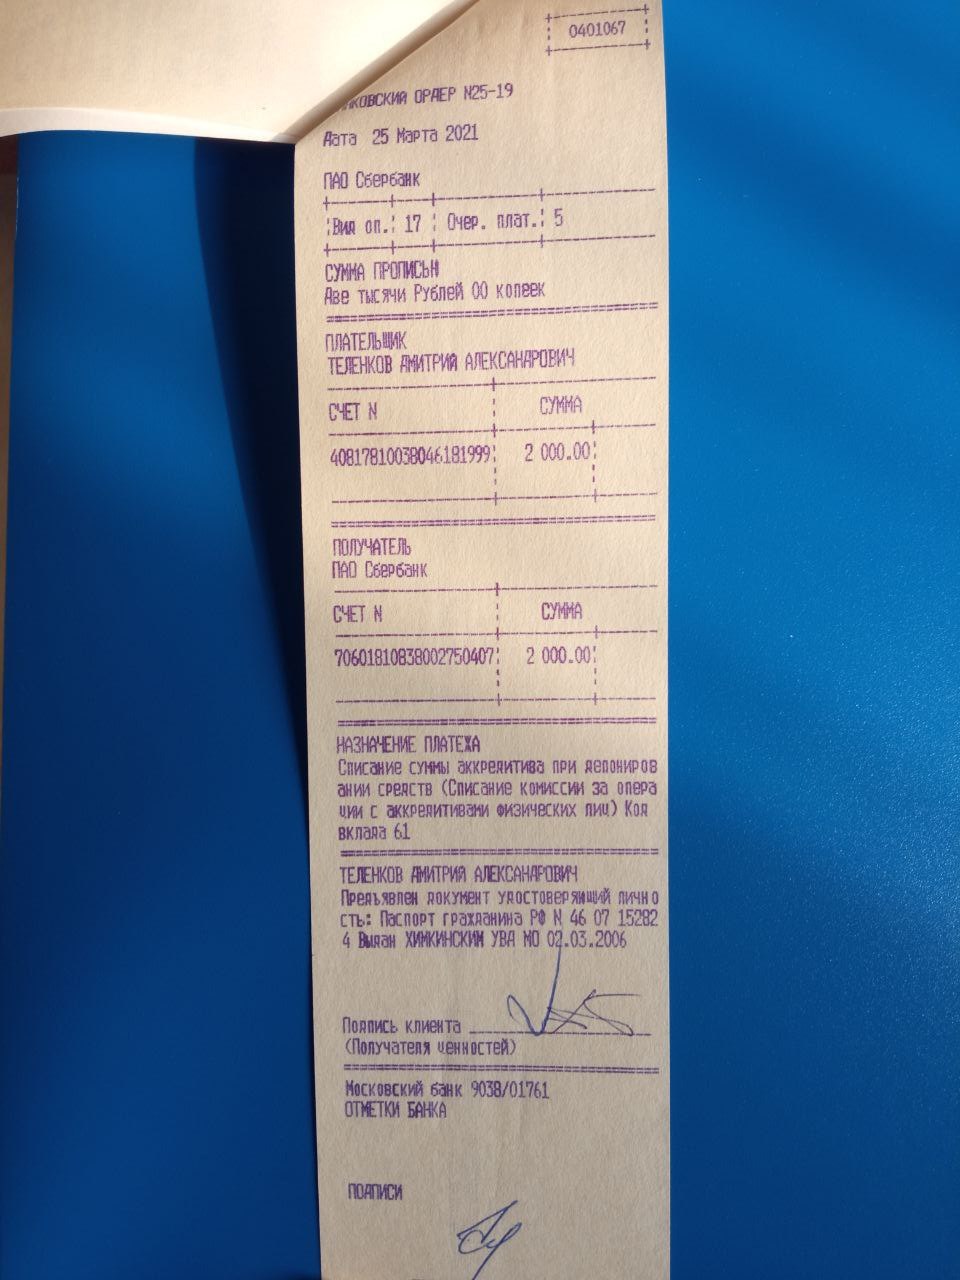 0401067
БАНКОВСКИЙ ОРДЕР N25-19
Дата 25 Марта 2021
ПАО Сбербанк
Вид оп. 17 Очер. плат. 5
СУММА ПРОПИСЬЮ
Две тысячи Рублей 00 копеек
ПЛАТЕЛЬЩИК
ТЕЛЕНКОВ ДМИТРИЙ АЛЕКСАНДРОВИЧ
СЧЕТ N СУММА
40817810038046181999 2 000.00
ПОЛУЧАТЕЛЬ
ПАО Сбербанк
СЧЕТ N СУММА
70601810838002750407 2 000.00
НАЗНАЧЕНИЕ ПЛАТЕЖА
Списание суммы аккредитива при депониров
ании средств (Списание комиссии за опера
ции с аккредитивами физических лиц) Код
вклада 61
ТЕЛЕНКОВ ДМИТРИЙ АЛЕКСАНДРОВИЧ
Предъявлен документ удостоверяющий лично
сть: Паспорт гражданина РФ N 46 07 15282
4 Выдан ХИМКИНСКИМ УВД МО 02.03.2006
Подпись клиента
(Получателя ценностей)
Московский банк 9038/01761
ОТМЕТКИ БАНКА
ПОДПИСИ